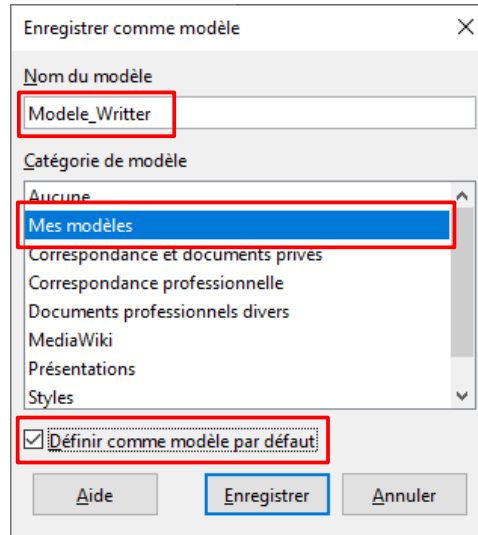 Enregistrer comme modèle
Nom du modèle
Modele_Writter
Catégorie de modèle
Aucune
Mes modèles
Correspondance et documents privés
Correspondance professionnelle
Documents professionnels divers
MediaWiki
Présentations
Styles
Définir comme modèle par défaut
Aide Enregistrer Annuler